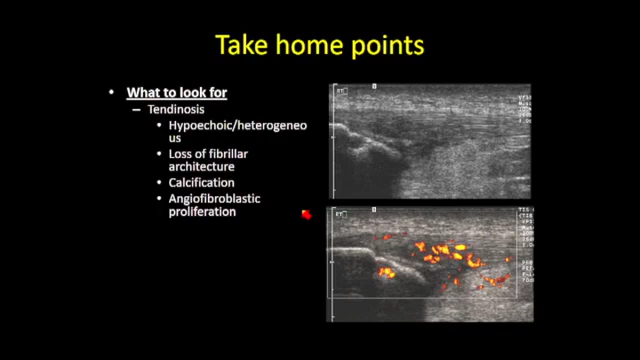 Take home points
• What to look for
– Tendinosis
• Hypoechoic/heterogeneo
us
• Loss of fibrillar
architecture
• Calcification
• Angiofibroblastic
proliferation